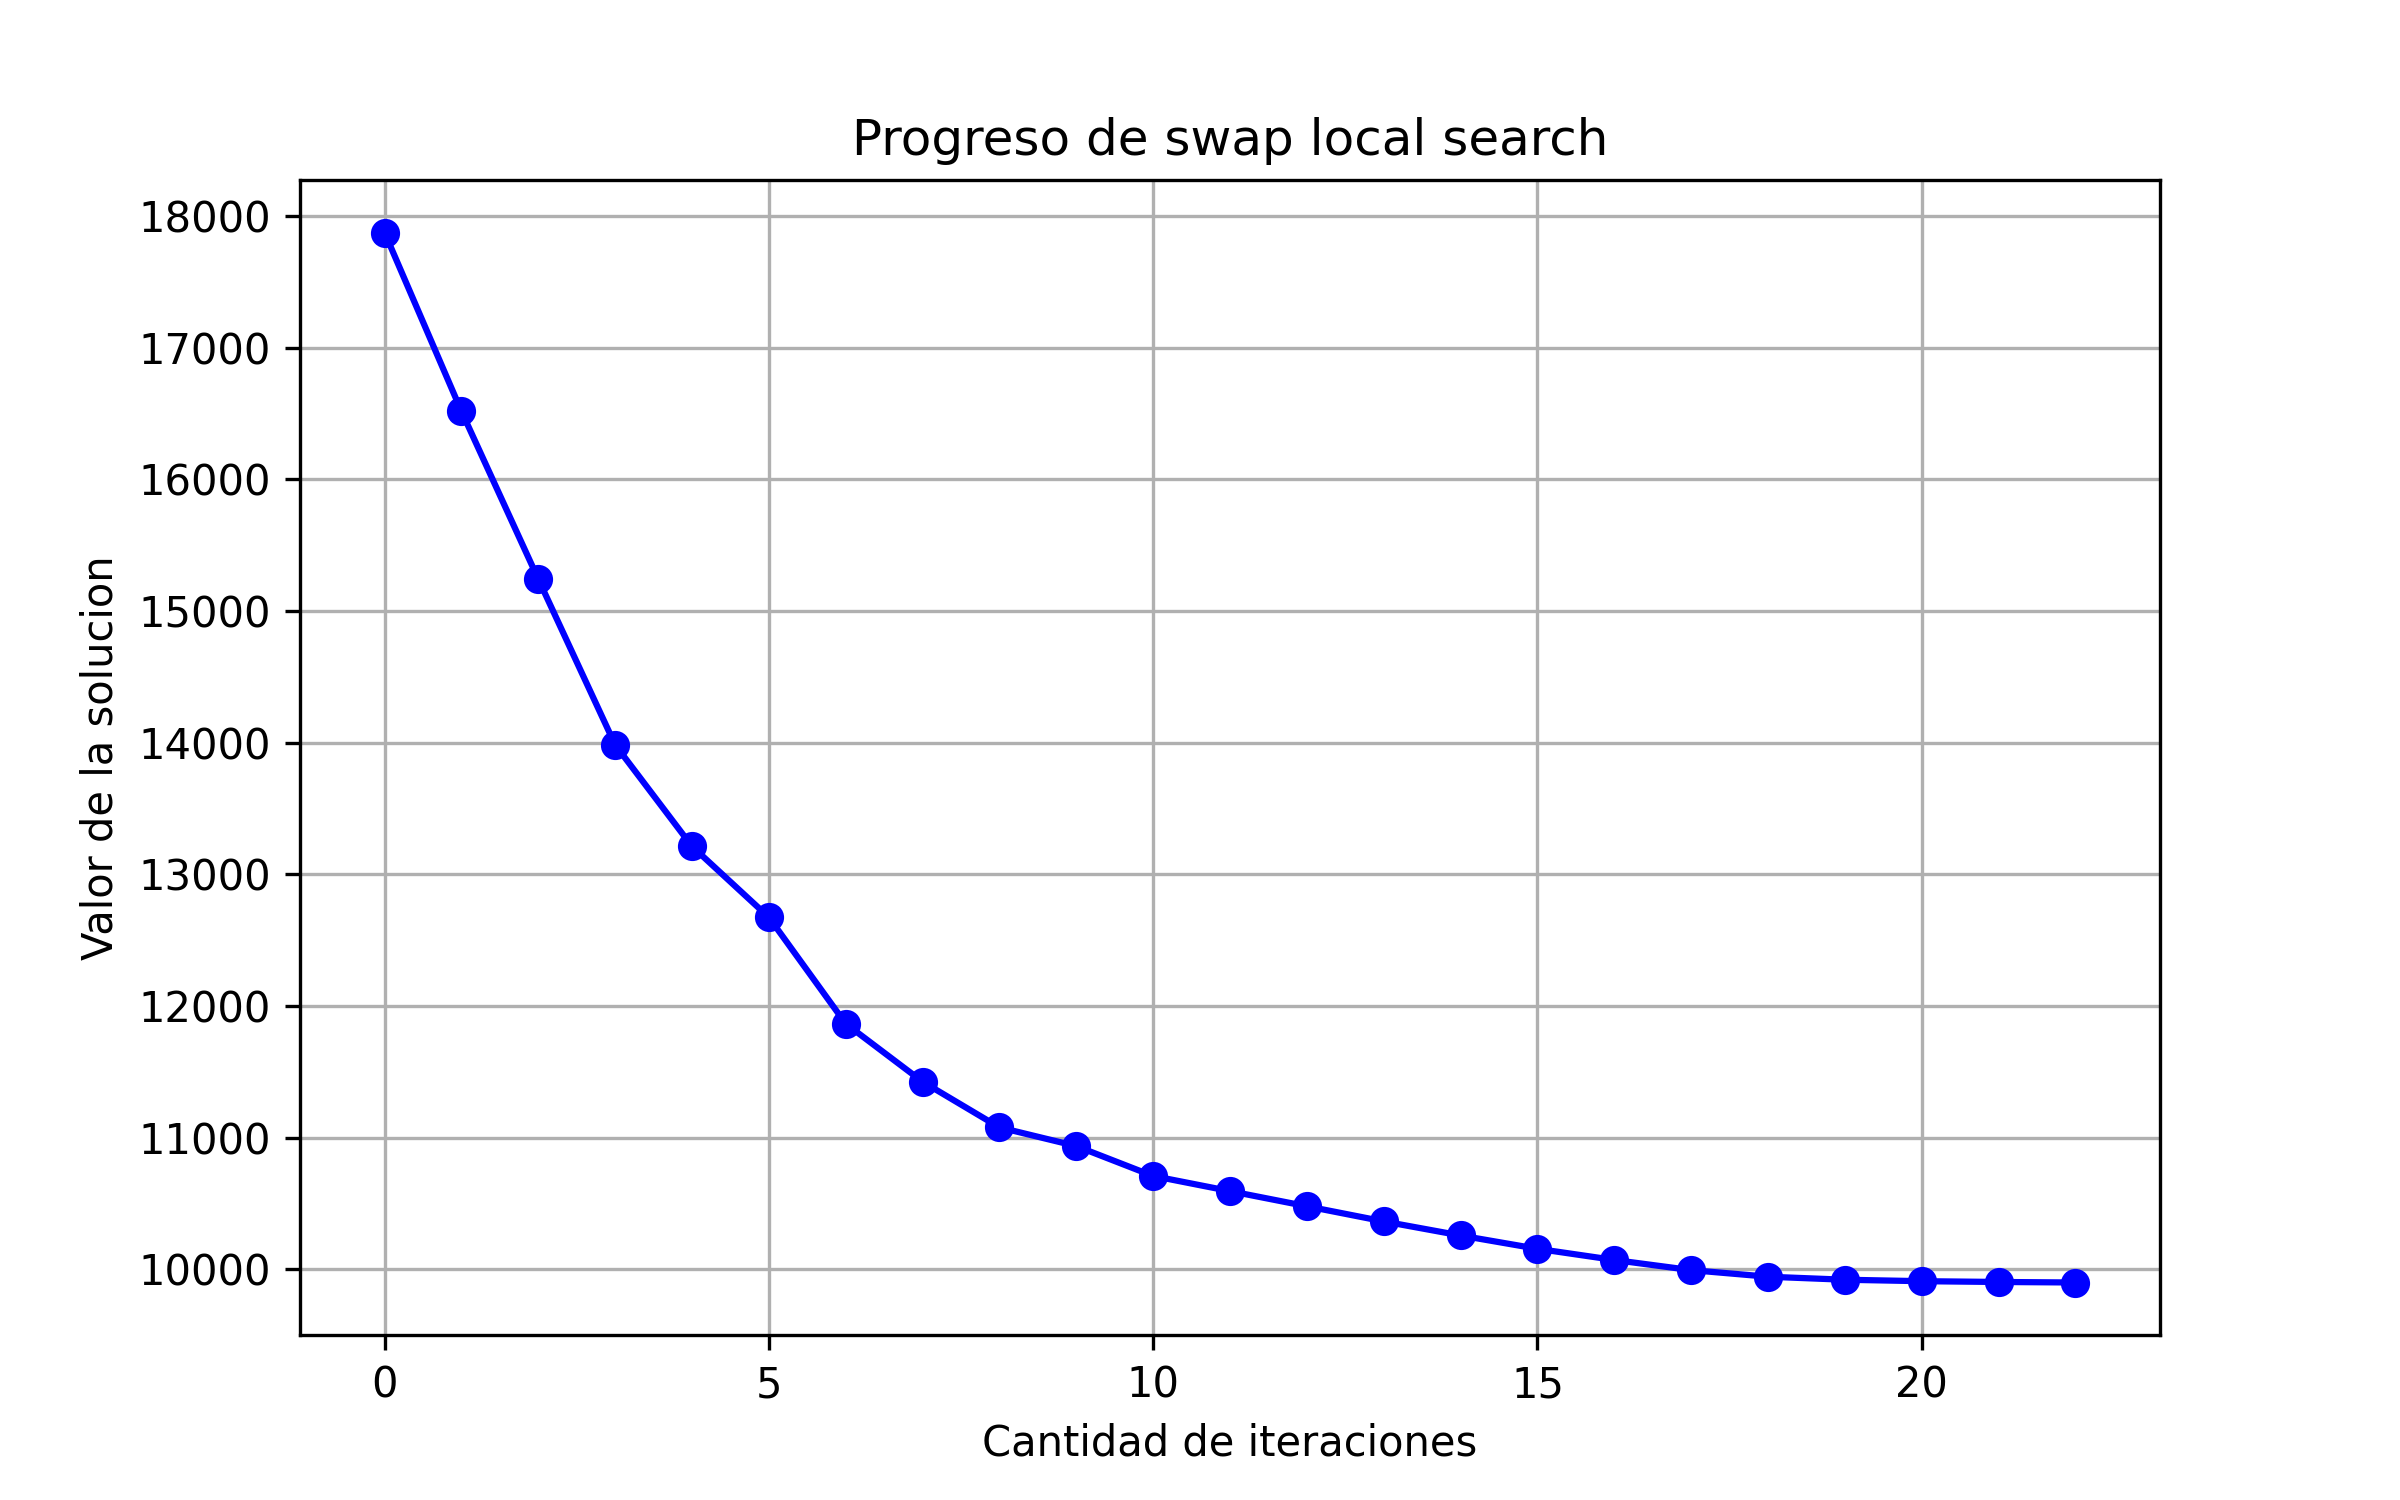 Progreso de swap local search
18000
17000
16000
15000
14000
13000
12000
11000
10000
Valor de la solucion
0 5 10 15 20
Cantidad de iteraciones